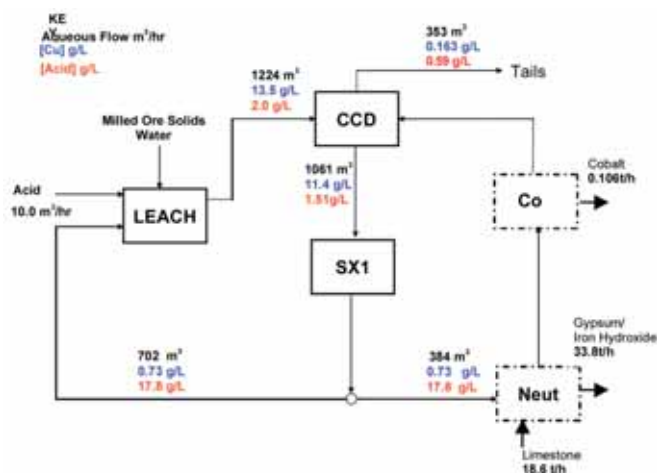 KEY
Aqueous Flow m³/hr
[Cu] g/L
[Acid] g/L
353 m³
0.163 g/L
0.59 g/L
Tails
1224 m³
13.5 g/L
2.0 g/L
CCD
Milled Ore Solids
Water
1061 m³
11.4 g/L
1.51g/L
Cobalt
0.106t/h
Acid
10.0 m³/hr
LEACH
Co
SX1
Gypsum/
Iron Hydroxide
33.8t/h
702 m³
0.73 g/L
17.8 g/L
384 m³
0.73 g/L
17.8 g/L
Neut
Limestone
18.6 t/h